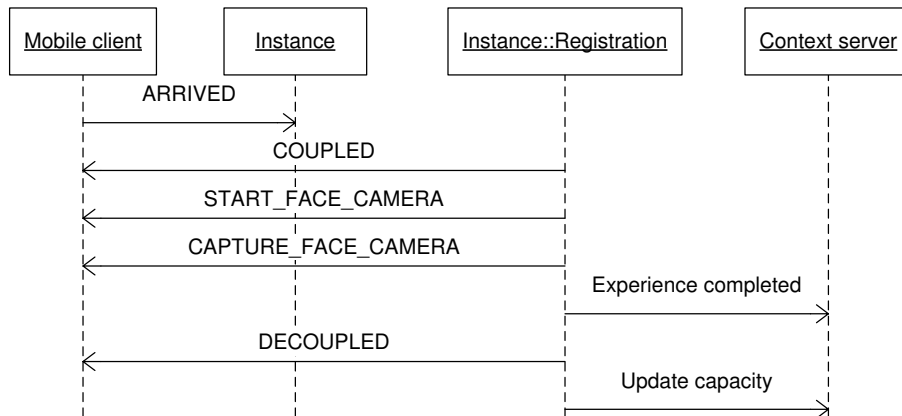 Mobile client
Instance
Instance::Registration
Context server
ARRIVED
COUPLED
START_FACE_CAMERA
CAPTURE_FACE_CAMERA
Experience completed
DECOUPLED
Update capacity